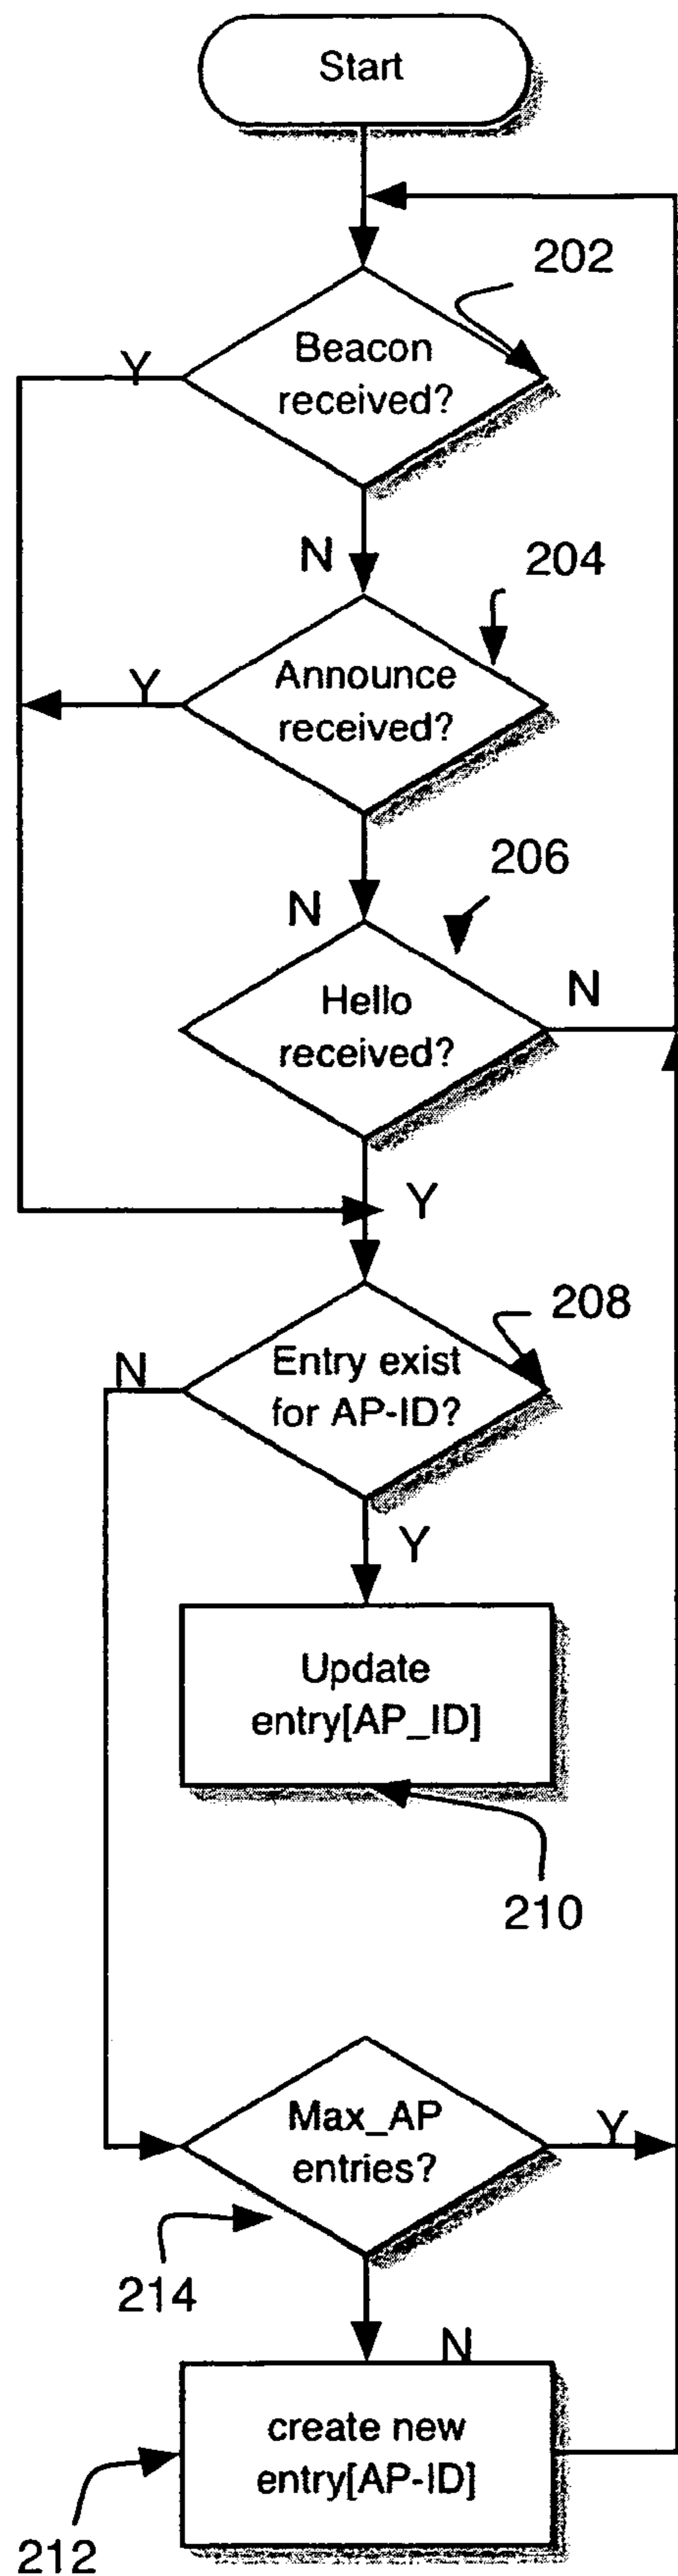 Start
202
Beacon
received?
Y
N
204
Announce
received?
Y
N
206
Hello
received?
N
Y
208
Entry exist
for AP-ID?
N
Y
Update
entry[AP_ID]
210
Max_AP
entries?
Y
214
N
create new
entry[AP-ID]
212